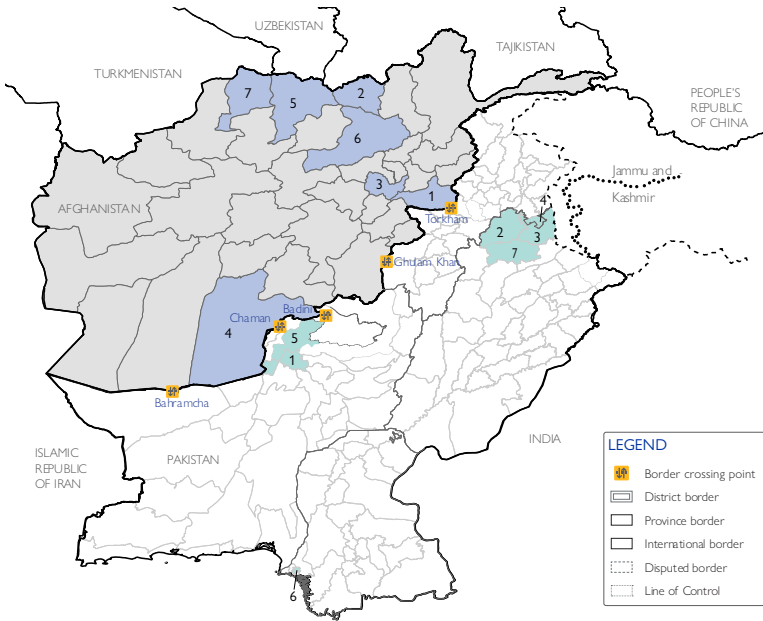 UZBEKISTAN
TAJIKISTAN
TURKMENISTAN
PEOPLE'S
REPUBLIC
OF CHINA
7
5
2
6
3
1
Jammu and
Kashmir
AFGHANISTAN
Torkham
4
2
3
7
Ghulam Khan
Badini
Chaman
4
5
1
Bahramcha
ISLAMIC
REPUBLIC
OF IRAN
PAKISTAN
INDIA
6
LEGEND
Border crossing point
District border
Province border
International border
Disputed border
Line of Control